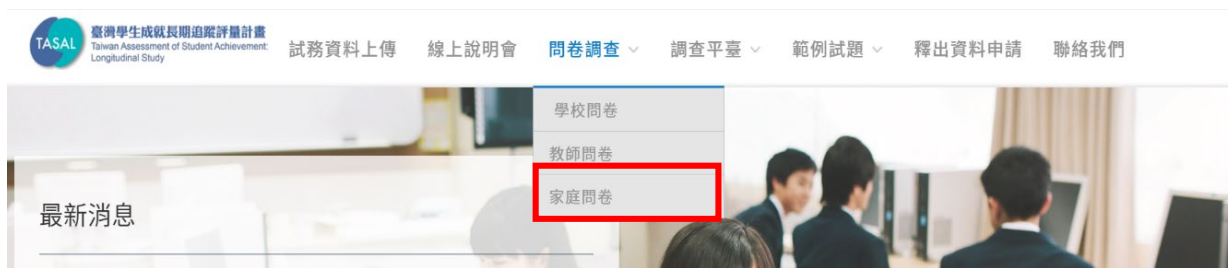 TASAL
臺灣學生成就長期追蹤評量計畫
Taiwan Assessment of Student Achievement:
Longitudinal Study
試務資料上傳 線上說明會 問卷調查 調查平臺 範例試題 釋出資料申請 聯絡我們
學校問卷
教師問卷
家庭問卷
最新消息